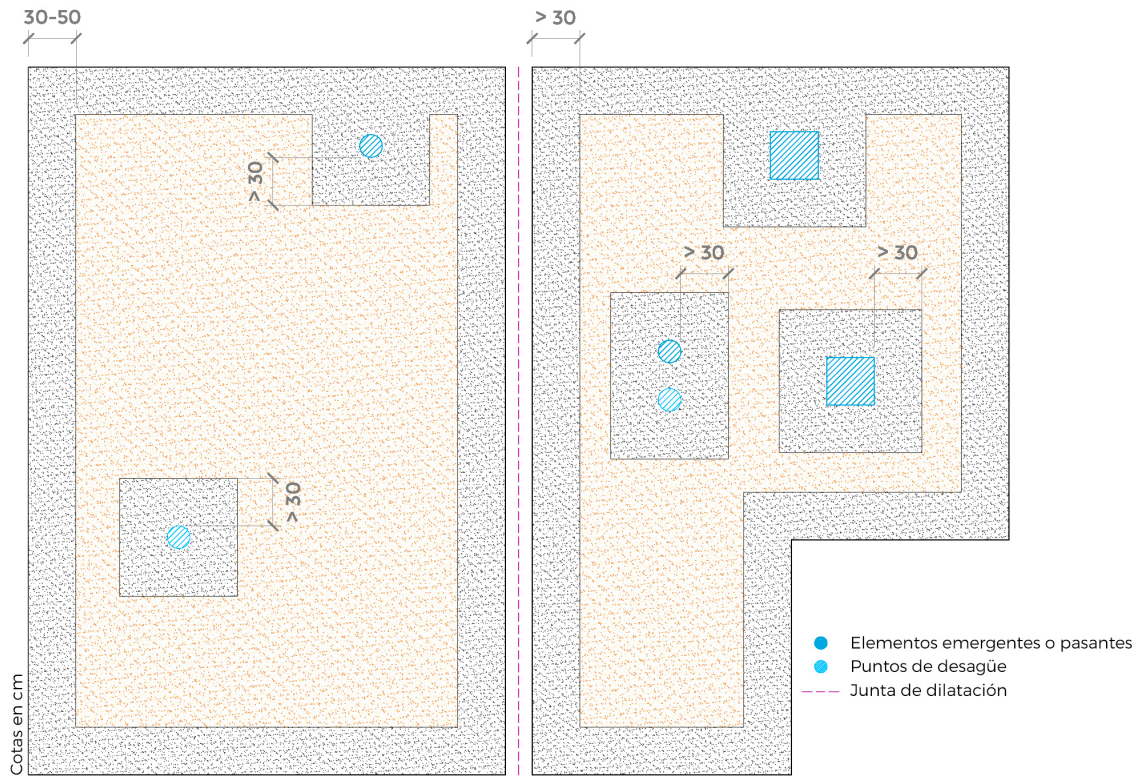 30-50
> 30
> 30
> 30
> 30
> 30
Elementos emergentes o pasantes
Puntos de desagüe
Junta de dilatación
Cotas en cm